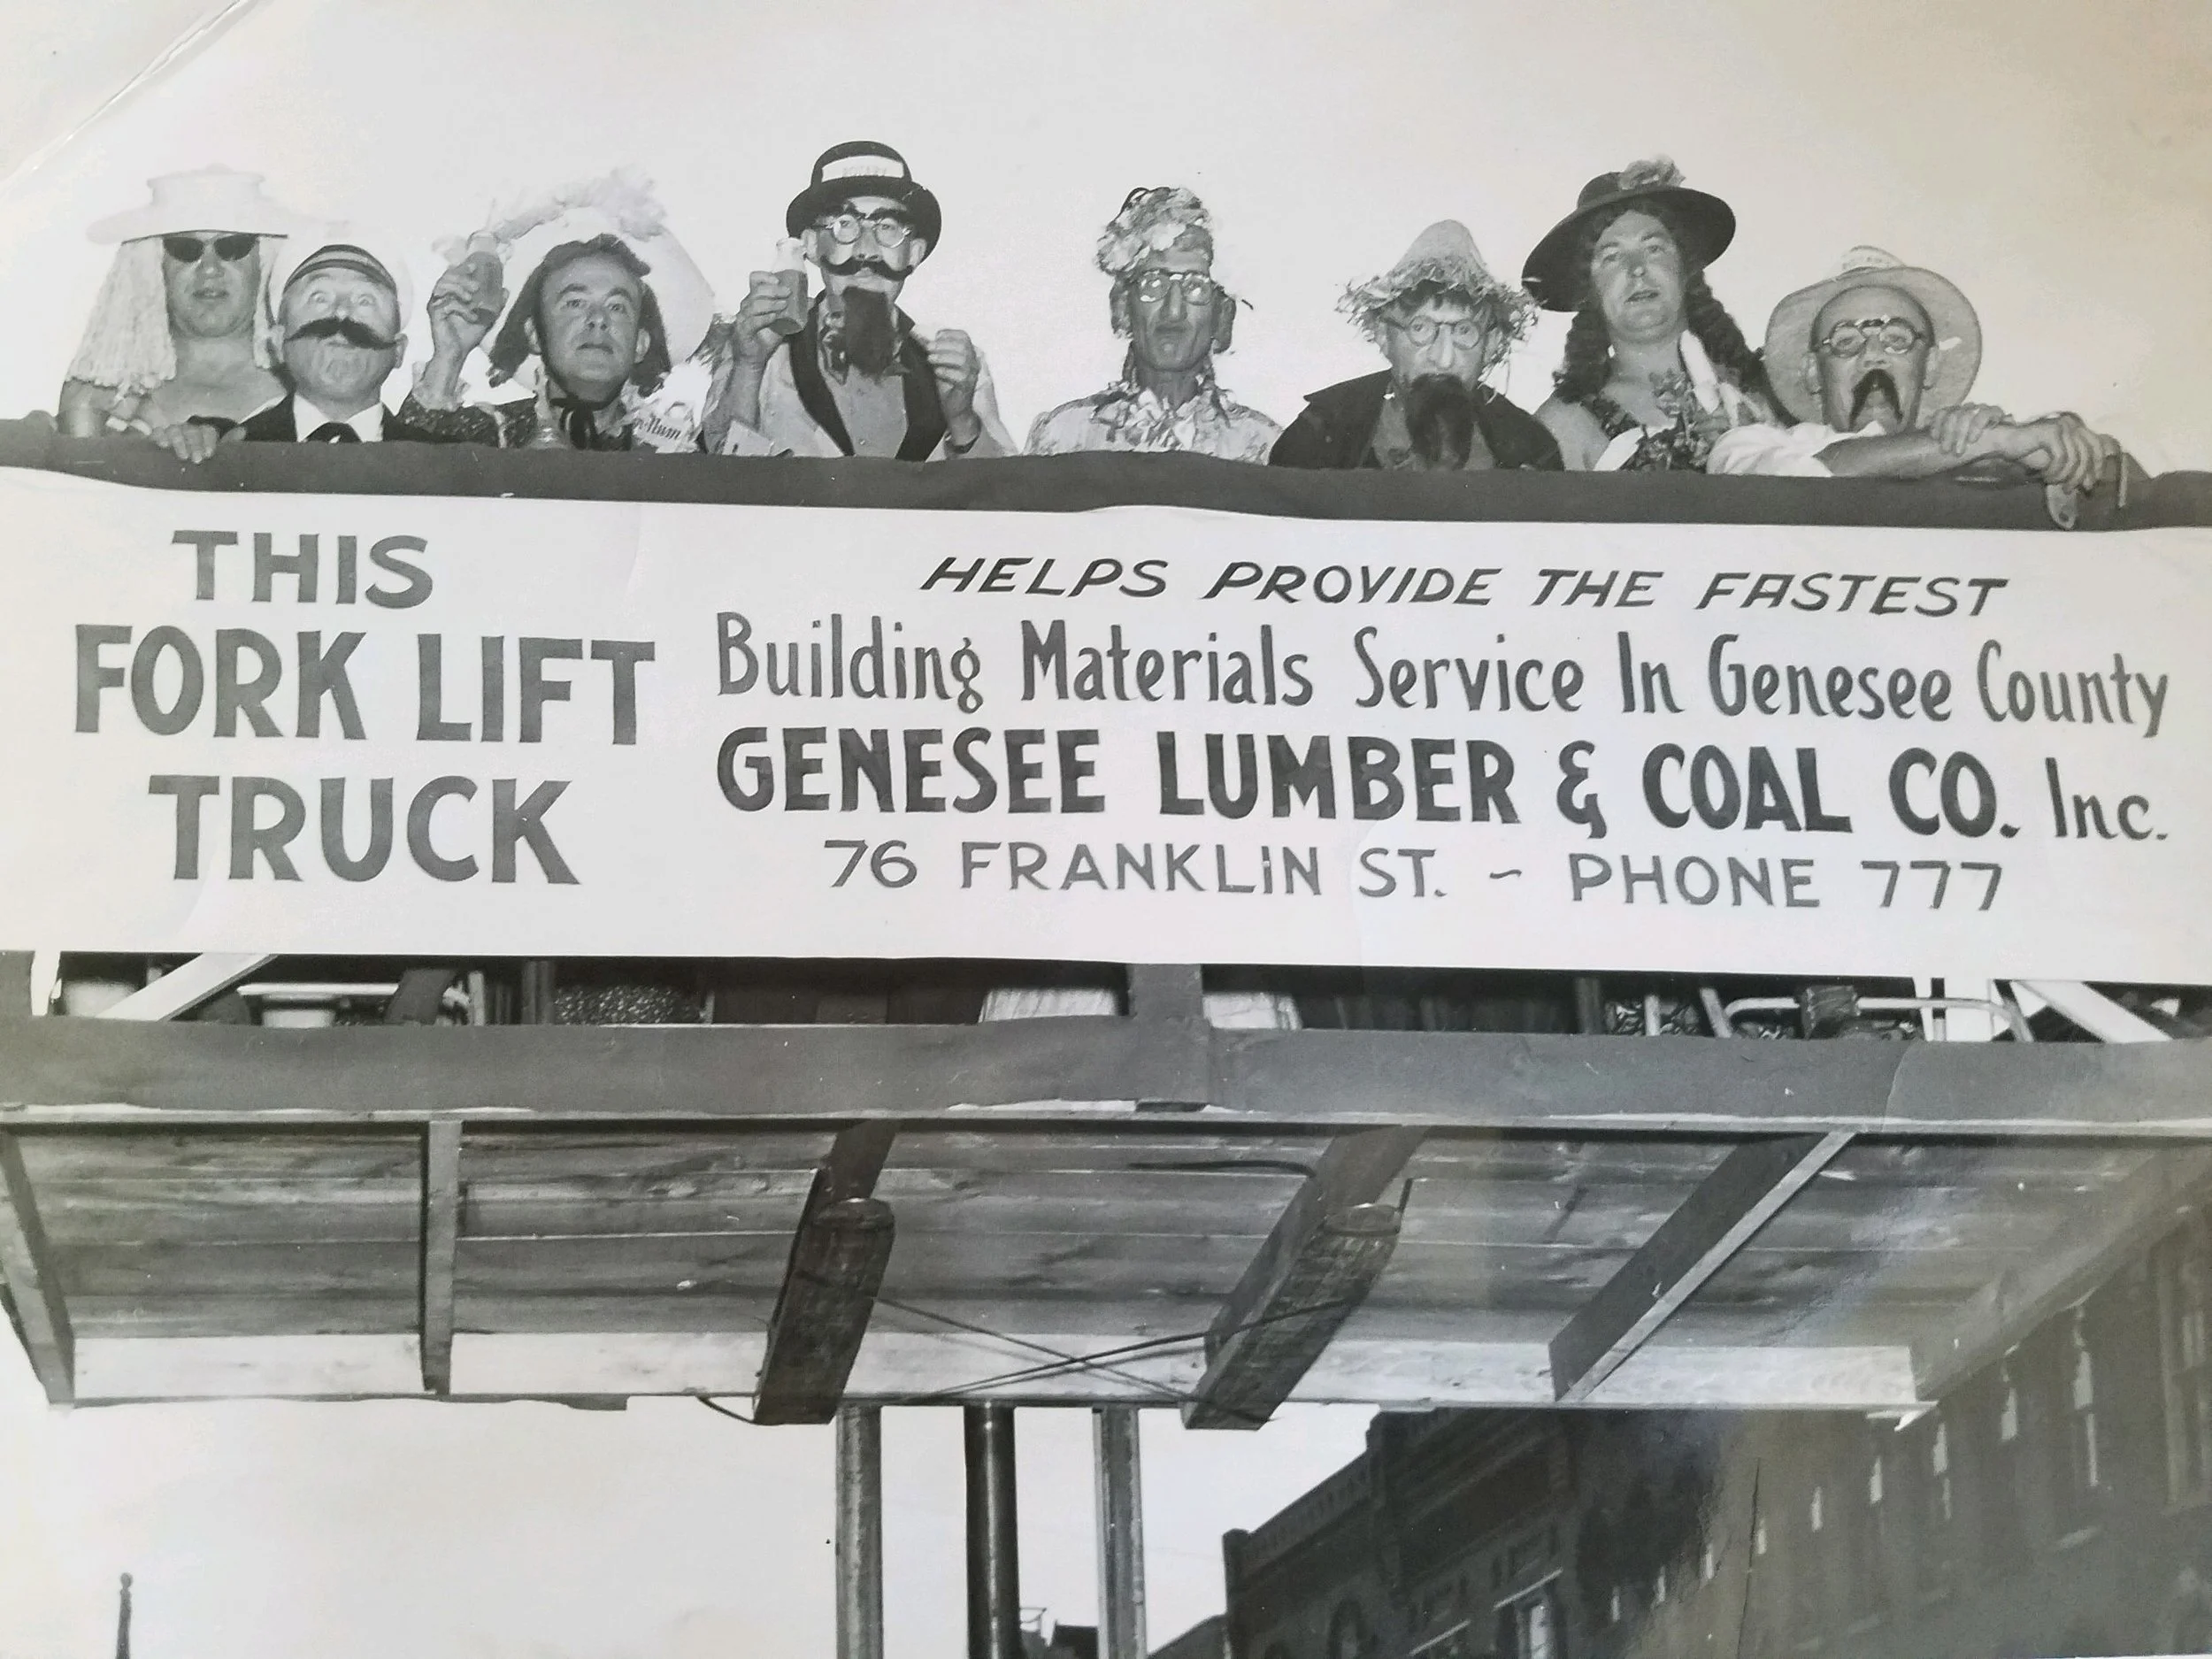 THIS
FORK LIFT
TRUCK
HELPS PROVIDE THE FASTEST
Building Materials Service In Genesee County
GENESEE LUMBER & COAL CO. Inc.
76 FRANKLIN ST. ~ PHONE 777